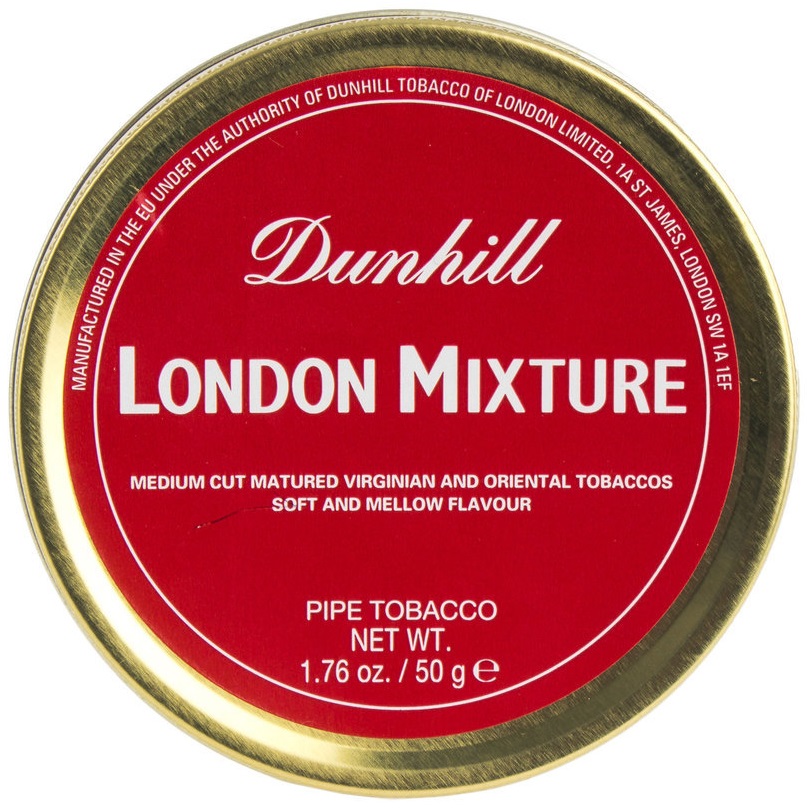 MANUFACTURED IN THE EU UNDER THE AUTHORITY OF DUNHILL TOBACCO OF LONDON LIMITED, 1A ST JAMES, LONDON SW 1A 1EF
Dunhill
LONDON MIXTURE
MEDIUM CUT MATURED VIRGINIAN AND ORIENTAL TOBACCOS
SOFT AND MELLOW FLAVOUR
PIPE TOBACCO
NET WT.
1.76 oz. / 50 g ℮